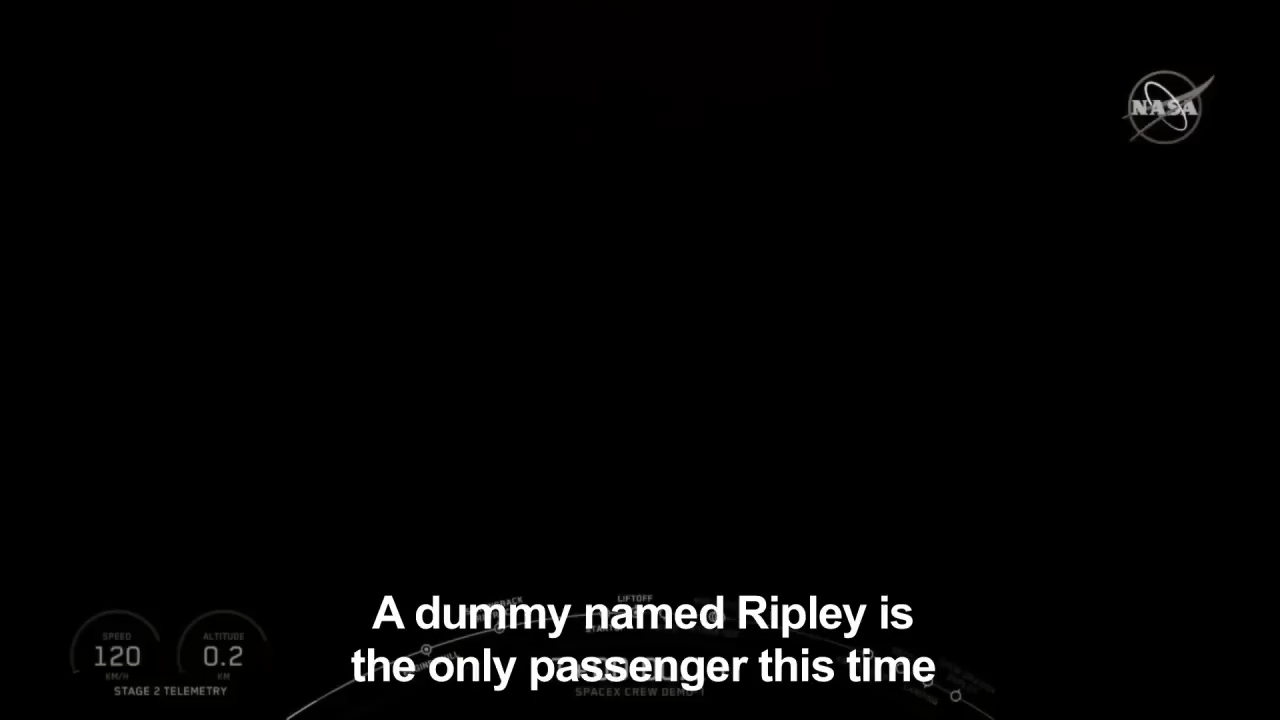 NASA
LIFTOFF
A dummy named Ripley is
the only passenger this time
SPEED
120
KM/H
ALTITUDE
0.2
KM
STAGE 2 TELEMETRY
SPACEX CREW DEMO-1